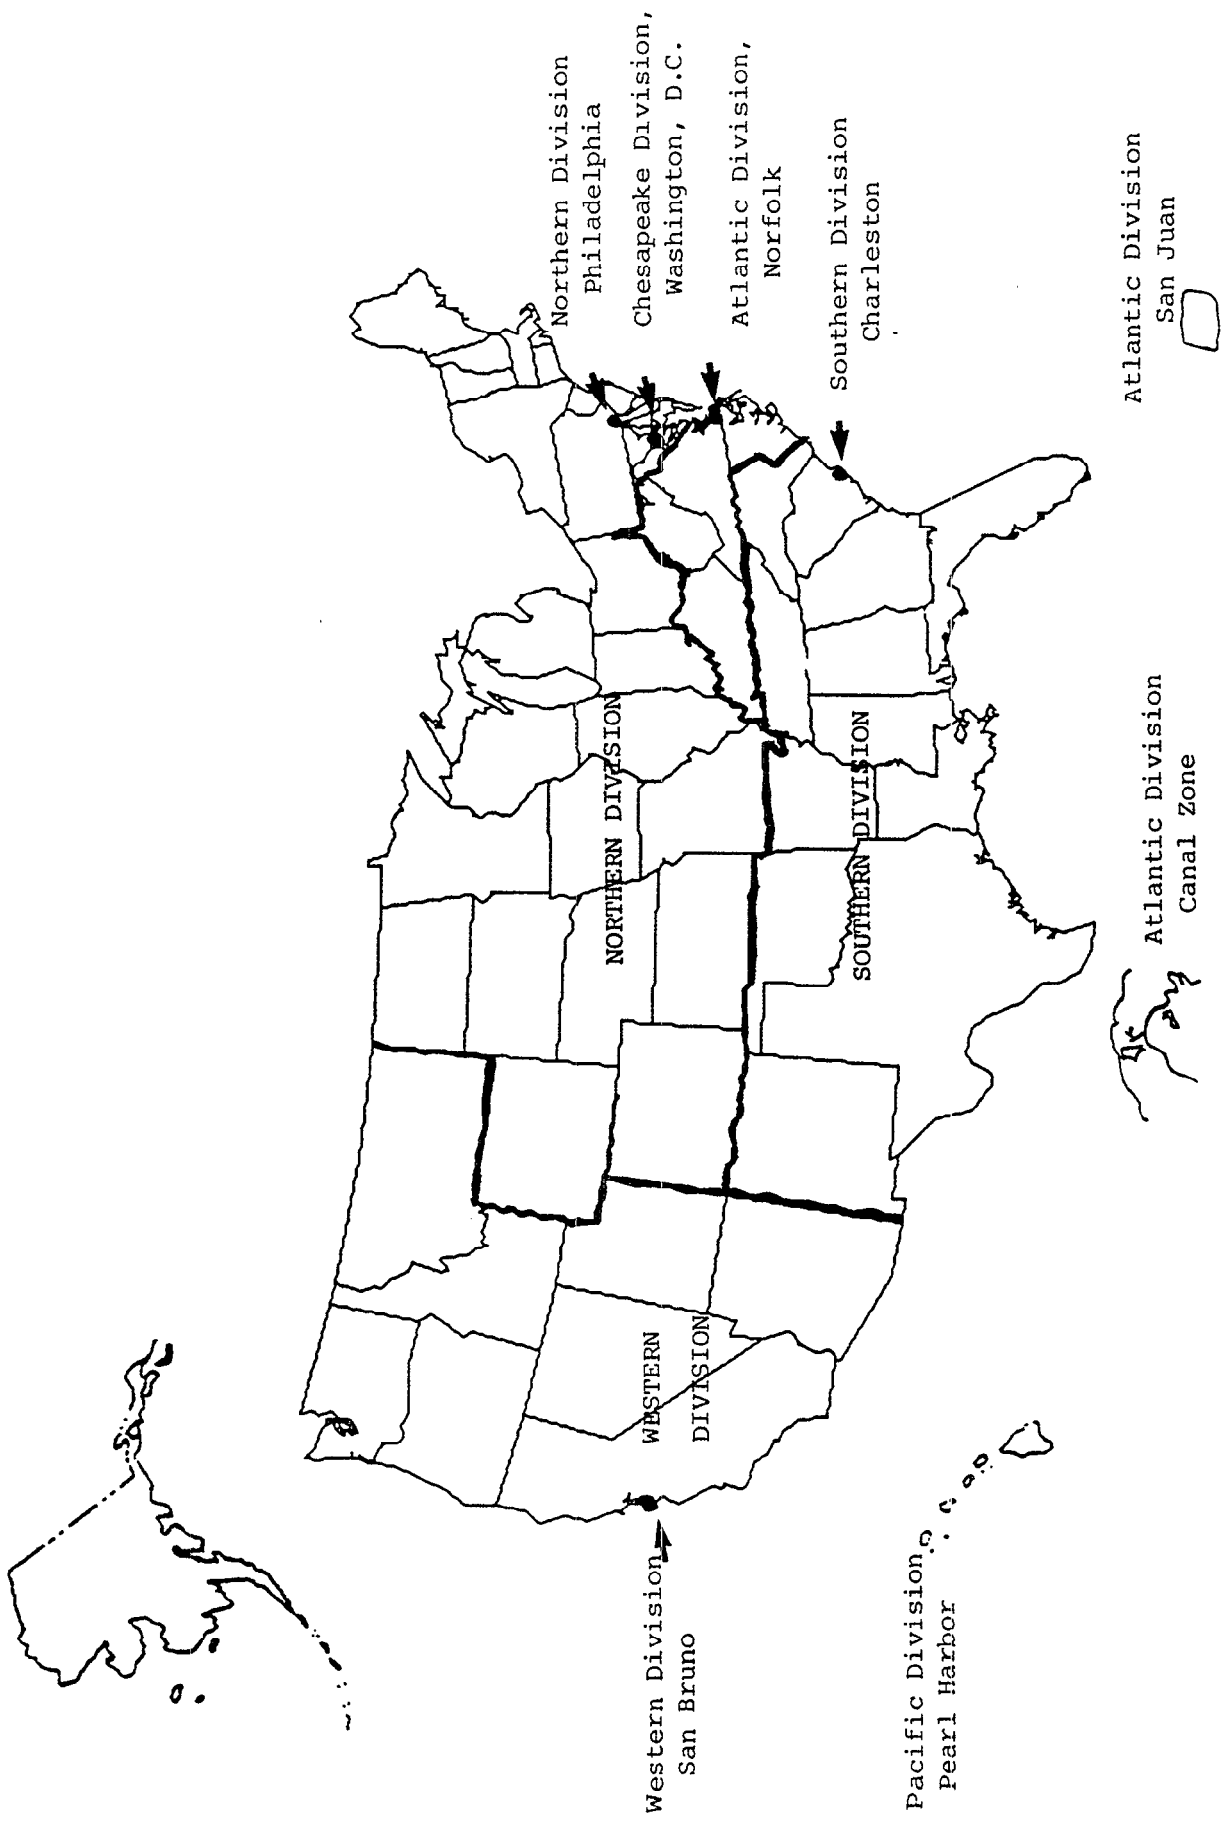 Northern Division
Philadelphia
Chesapeake Division,
Washington, D.C.
Atlantic Division,
Norfolk
Southern Division
Charleston
Atlantic Division
San Juan
NORTHERN DIVISION
SOUTHERN DIVISION
Atlantic Division
Canal Zone
WESTERN
DIVISION
Western Division
San Bruno
Pacific Division
Pearl Harbor